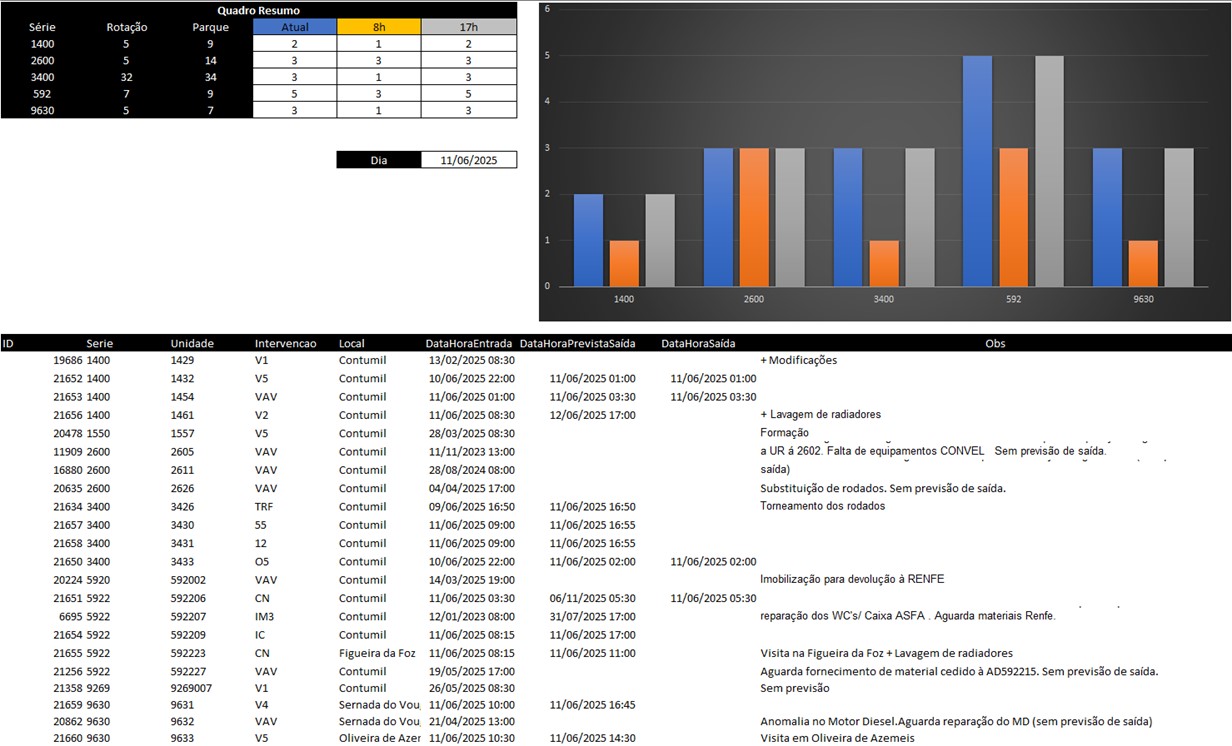 Quadro Resumo
Série Rotação Parque Atual 8h 17h
1400 5 9 2 1 2
2600 5 14 3 3 3
3400 32 34 3 1 3
592 7 9 5 3 5
9630 5 7 3 1 3
Dia 11/06/2025
6
5
4
3
2
1
0
1400 2600 3400 592 9630
ID Serie Unidade Intervencao Local DataHoraEntrada DataHoraPrevistaSaída DataHoraSaída Obs
19686 1400 1429 V1 Contumil 13/02/2025 08:30 + Modificações
21652 1400 1432 V5 Contumil 10/06/2025 22:00 11/06/2025 01:00 11/06/2025 01:00
21653 1400 1454 VAV Contumil 11/06/2025 01:00 11/06/2025 03:30 11/06/2025 03:30
21656 1400 1461 V2 Contumil 11/06/2025 08:30 12/06/2025 17:00 + Lavagem de radiadores
20478 1550 1557 V5 Contumil 28/03/2025 08:30 Formação
11909 2600 2605 VAV Contumil 11/11/2023 13:00 a UR á 2602. Falta de equipamentos CONVEL Sem previsão de saída.
16880 2600 2611 VAV Contumil 28/08/2024 08:00 saída)
20635 2600 2626 VAV Contumil 04/04/2025 17:00 Substituição de rodados. Sem previsão de saída.
21634 3400 3426 TRF Contumil 09/06/2025 16:50 11/06/2025 16:50 Torneamento dos rodados
21657 3400 3430 55 Contumil 11/06/2025 09:00 11/06/2025 16:55
21658 3400 3431 12 Contumil 11/06/2025 09:00 11/06/2025 16:55
21650 3400 3433 O5 Contumil 10/06/2025 22:00 11/06/2025 02:00 11/06/2025 02:00
20224 5920 592002 VAV Contumil 14/03/2025 19:00 Imobilização para devolução à RENFE
21651 5922 592206 CN Contumil 11/06/2025 03:30 06/11/2025 05:30 11/06/2025 05:30
6695 5922 592207 IM3 Contumil 12/01/2023 08:00 31/07/2025 17:00 reparação dos WC's/ Caixa ASFA . Aguarda materiais Renfe.
21654 5922 592209 IC Contumil 11/06/2025 08:15 11/06/2025 17:00
21655 5922 592223 CN Figueira da Foz 11/06/2025 08:15 11/06/2025 11:00 Visita na Figueira da Foz + Lavagem de radiadores
21256 5922 592227 VAV Contumil 19/05/2025 17:00 Aguarda fornecimento de material cedido à AD592215. Sem previsão de saída.
21358 9269 9269007 V1 Contumil 26/05/2025 08:30 Sem previsão
21659 9630 9631 V4 Sernada do Vou 11/06/2025 10:00 11/06/2025 16:45
20862 9630 9632 VAV Sernada do Vou 21/04/2025 13:00 Anomalia no Motor Diesel.Aguarda reparação do MD (sem previsão de saída)
21660 9630 9633 V5 Oliveira de Azer 11/06/2025 10:30 11/06/2025 14:30 Visita em Oliveira de Azemeis